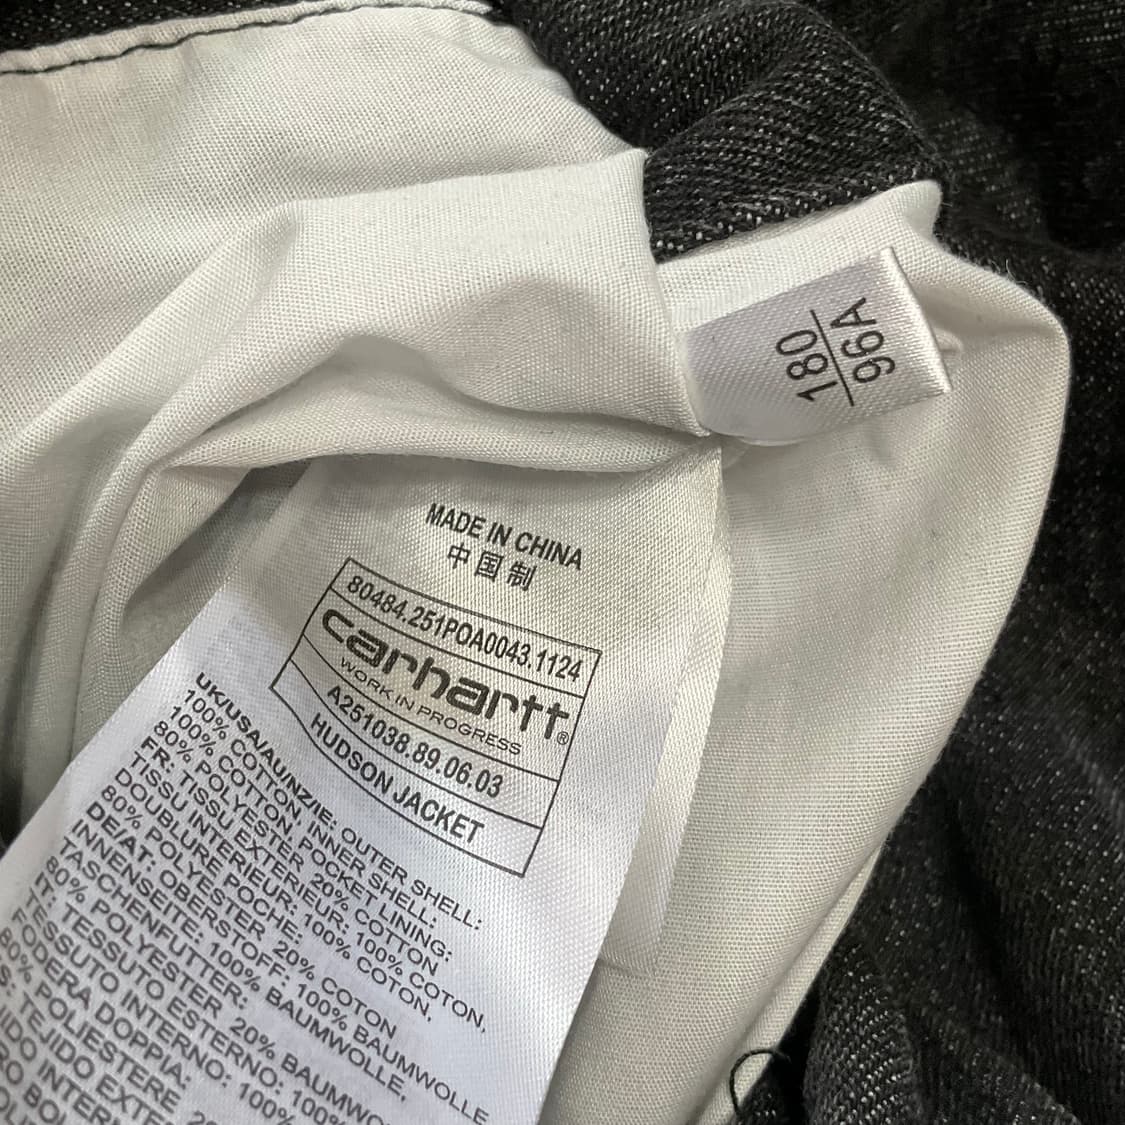 180
96A
MADE IN CHINA
中国制
80484.251POA0043.1124
carhartt®
WORK IN PROGRESS
A251038.89.06.03
HUDSON JACKET
UK/USA/AU/NZ/IE: OUTER SHELL:
100% COTTON, INNER SHELL:
100% COTTON, POCKET LINING:
80% POLYESTER 20% COTTON
FR: TISSU EXTERIEUR: 100% COTON,
TISSU INTERIEUR: 100% COTON,
DOUBLURE POCHE:
80% POLYESTER, 20% COTON
DE/AT: OBERSTOFF: 100% BAUMWOLLE
INNENSEITE: 100% BAUMWOLLE,
TASCHENFUTTER:
80% POLYESTER, 20% BAUMWO
IT: TESSUTO ESTERNO: 100%
TESSUTO INTERNO: 100%
FODERA DOPPIA:
80% POLIESTERE
TEJIDO EXTE